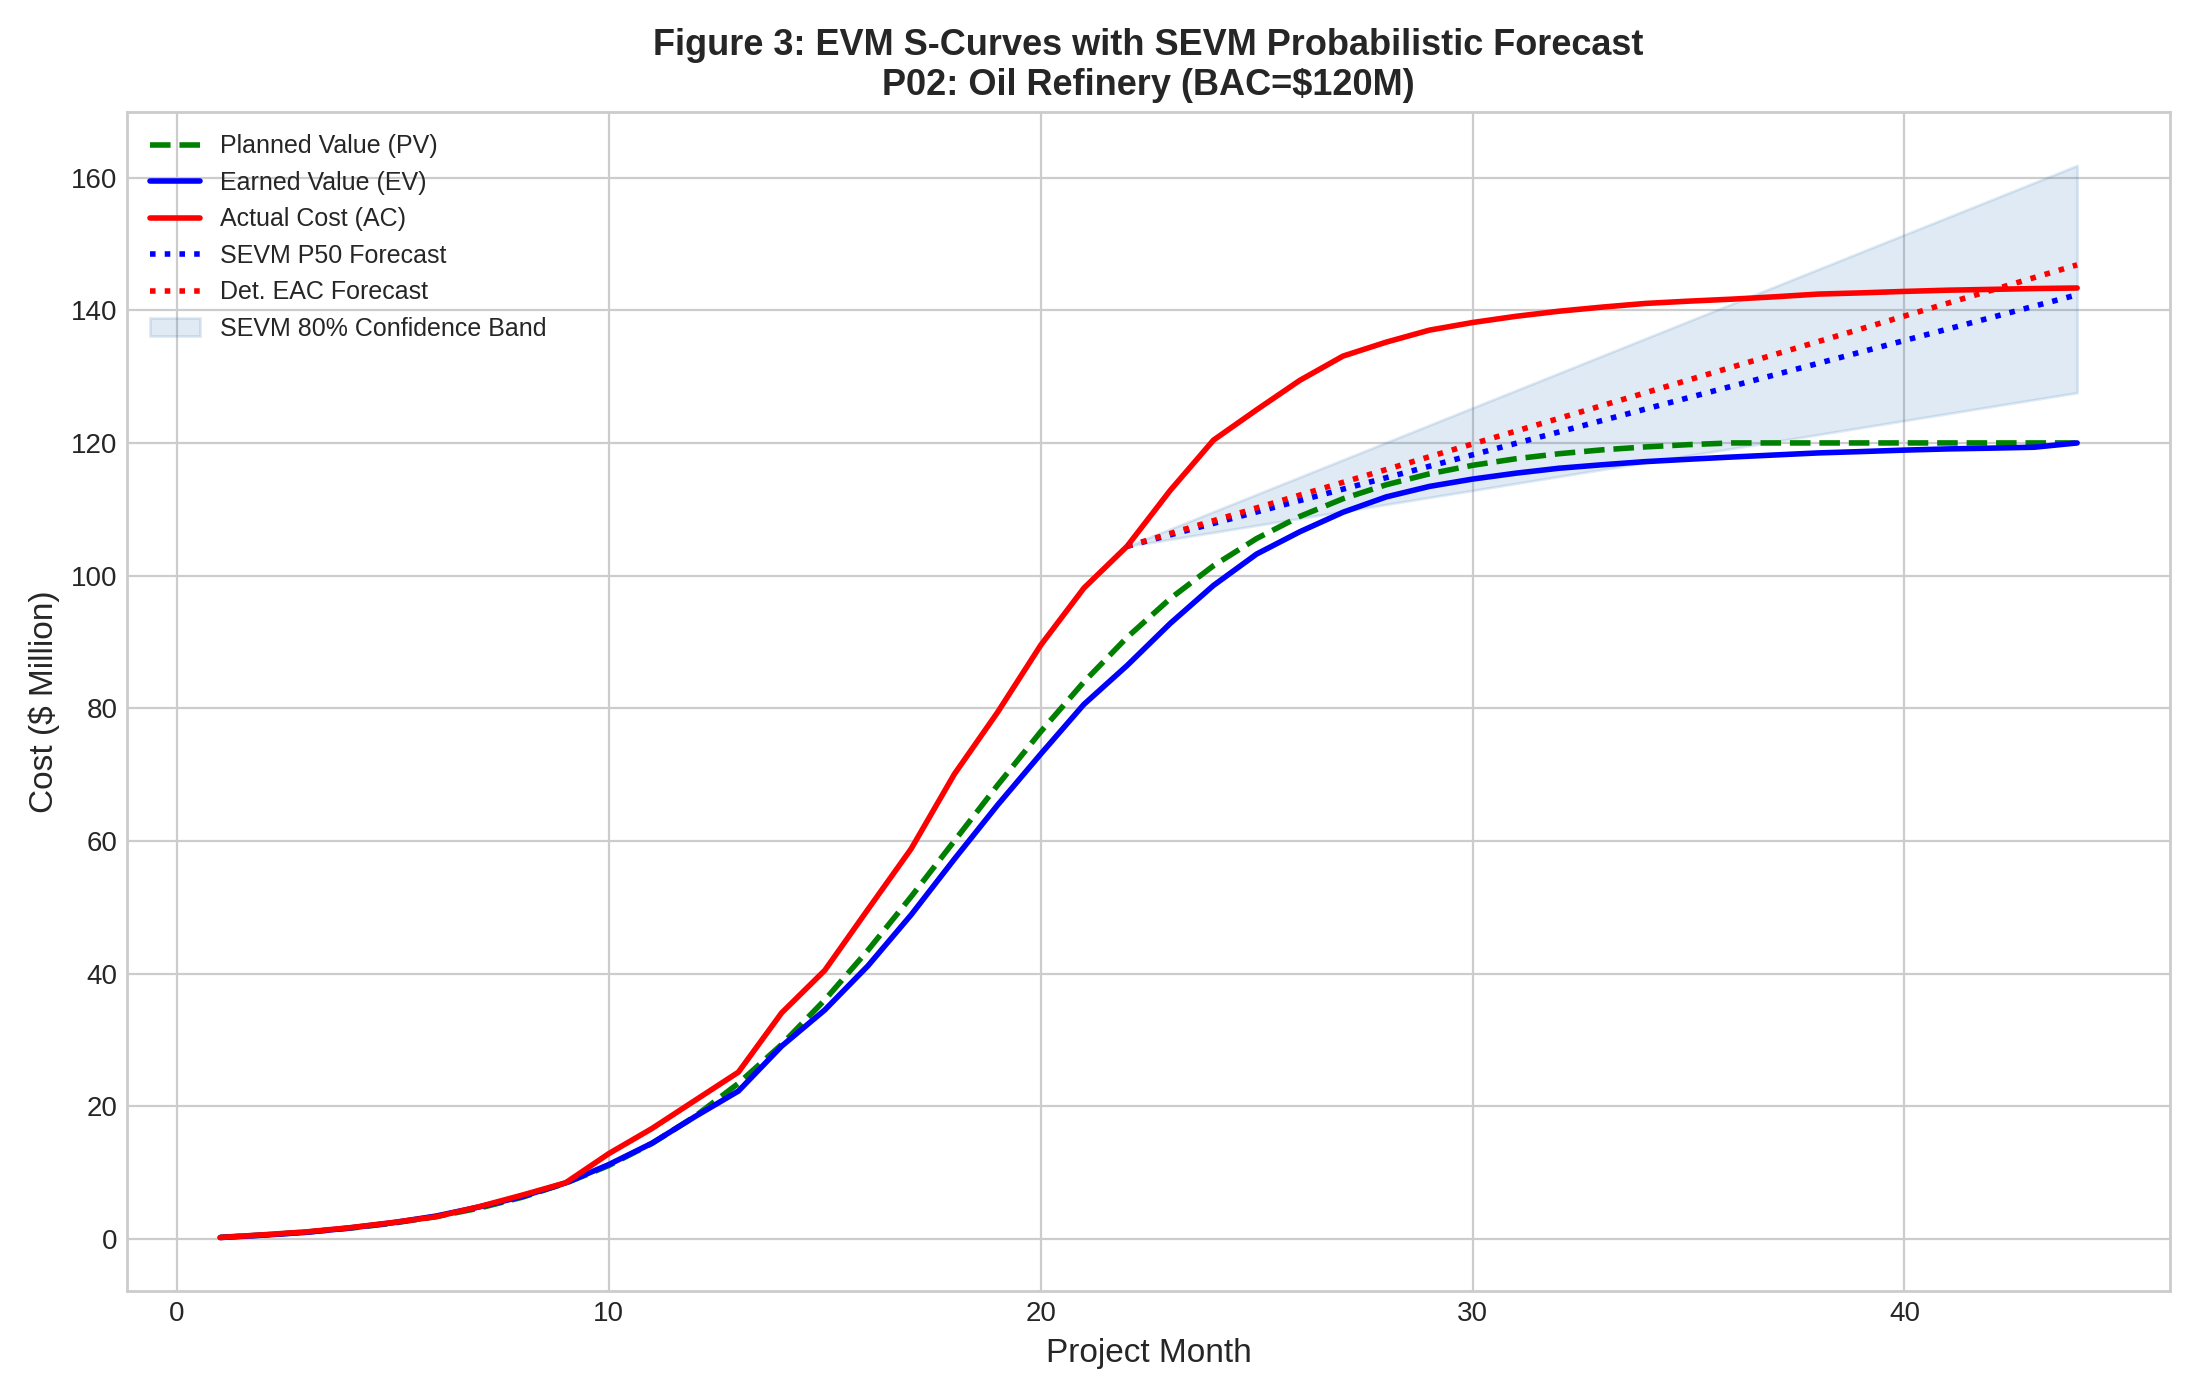 Figure 3: EVM S-Curves with SEVM Probabilistic Forecast
P02: Oil Refinery (BAC=$120M)
Planned Value (PV)
Earned Value (EV)
Actual Cost (AC)
SEVM P50 Forecast
Det. EAC Forecast
SEVM 80% Confidence Band
Cost ($ Million)
160
140
120
100
80
60
40
20
0
0 10 20 30 40
Project Month